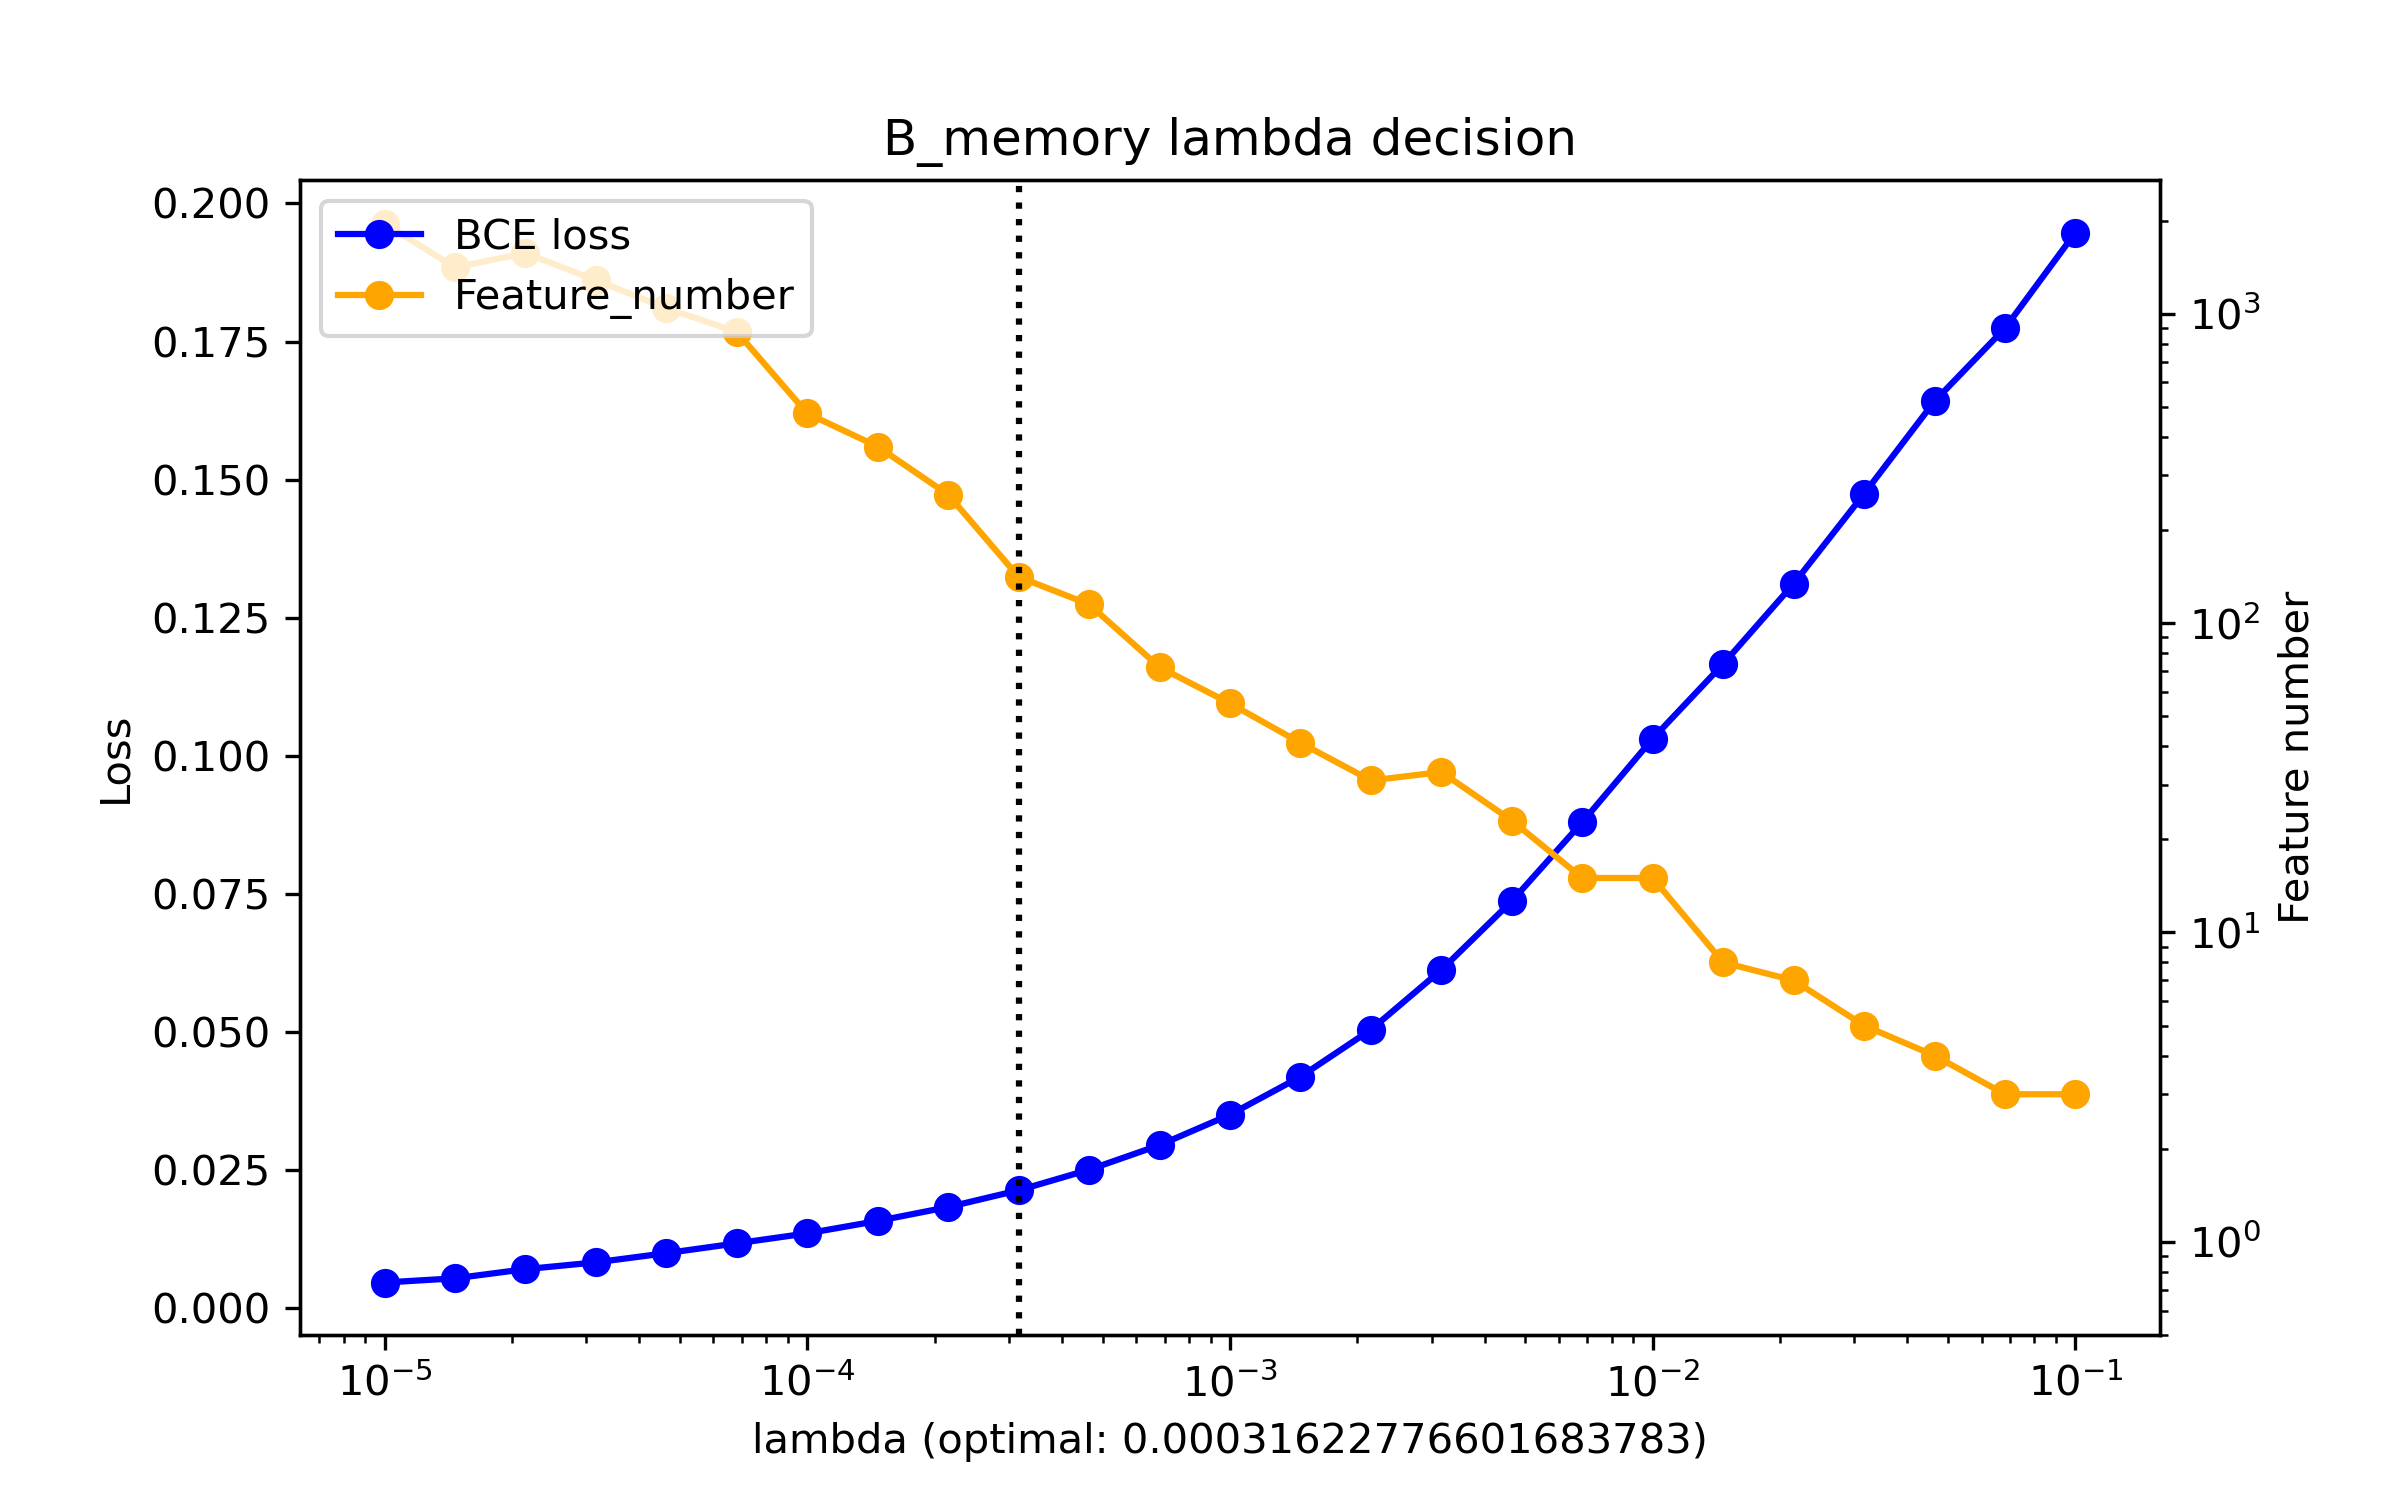 B_memory lambda decision
BCE loss
Feature_number
0.200
0.175
0.150
0.125
0.100
0.075
0.050
0.025
0.000
Loss
10³
10²
10¹
10⁰
Feature number
10⁻⁵ 10⁻⁴ 10⁻³ 10⁻² 10⁻¹
lambda (optimal: 0.00031622776601683783)